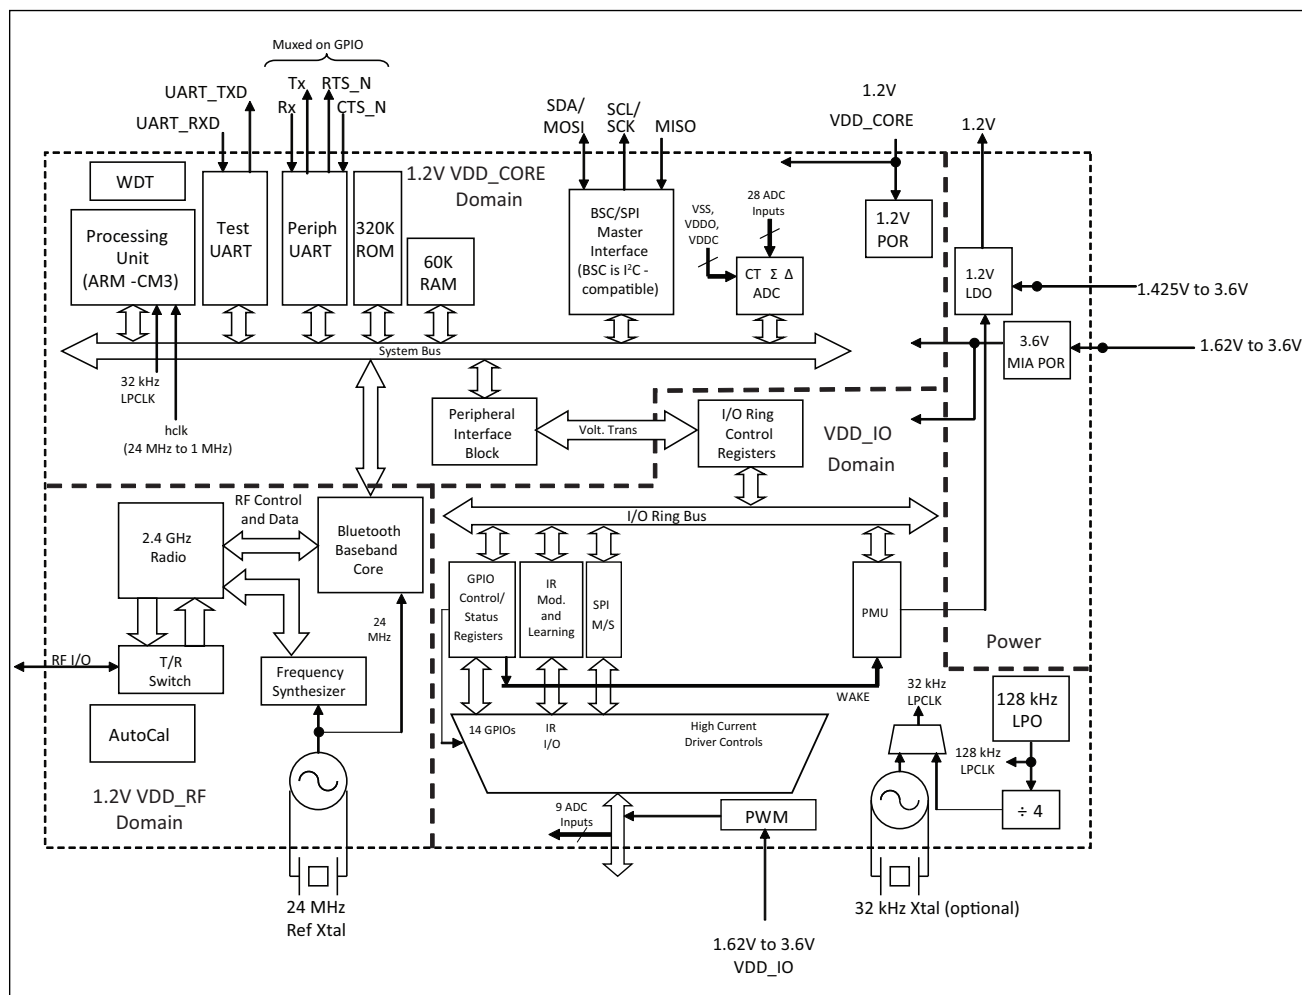 Muxed on GPIO
Tx
RTS_N
UART_TXD
Rx
CTS_N
UART_RXD
SDA/
MOSI
SCL/
SCK
MISO
1.2V
VDD_CORE
1.2V
WDT
1.2V VDD_CORE
Domain
Processing
Unit
(ARM -CM3)
Test
UART
Periph
UART
320K
ROM
60K
RAM
BSC/SPI
Master
Interface
(BSC is I²C -
compatible)
VSS,
VDDO,
VDDC
28 ADC
Inputs
CT Σ Δ
ADC
1.2V
POR
1.2V
LDO
1.425V to 3.6V
3.6V
MIA POR
1.62V to 3.6V
System Bus
32 kHz
LPCLK
hclk
(24 MHz to 1 MHz)
Peripheral
Interface
Block
Volt. Trans
I/O Ring
Control
Registers
VDD_IO
Domain
RF Control
and Data
2.4 GHz
Radio
Bluetooth
Baseband
Core
I/O Ring Bus
GPIO
Control/
Status
Registers
IR
Mod.
and
Learning
SPI
M/S
PMU
Power
24
MHz
RF I/O
T/R
Switch
Frequency
Synthesizer
WAKE
32 kHz
LPCLK
128 kHz
LPO
AutoCal
14 GPIOs
IR
I/O
High Current
Driver Controls
128 kHz
LPCLK
÷ 4
1.2V VDD_RF
Domain
9 ADC
Inputs
PWM
24 MHz
Ref Xtal
32 kHz Xtal (optional)
1.62V to 3.6V
VDD_IO